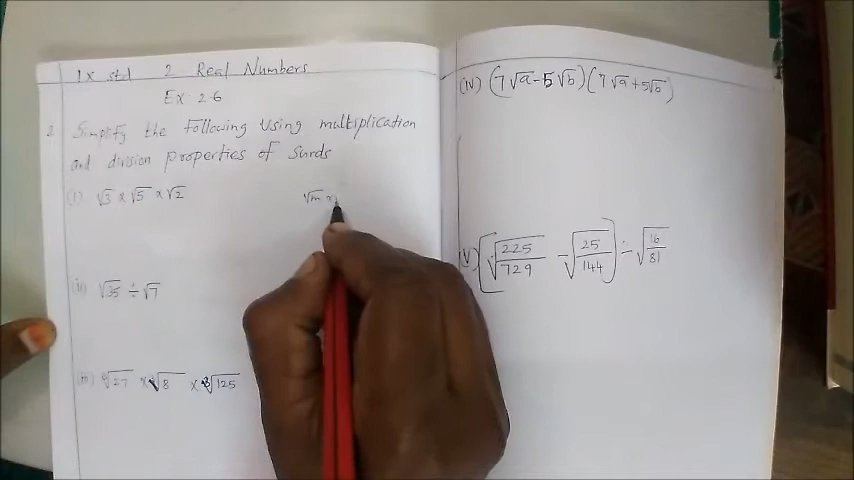 IX std 2 Real Numbers
Ex 2.6
2. Simplify the following using multiplication
and division properties of surds
(i) √3 × √5 × √2
√m ×
(ii) √35 ÷ √7
(iii) ∛27 × ∛8 × ∛125
(iv) (7√a - 5√b) (7√a + 5√b)
(v) [√225/729 - √25/144] ÷ √16/81